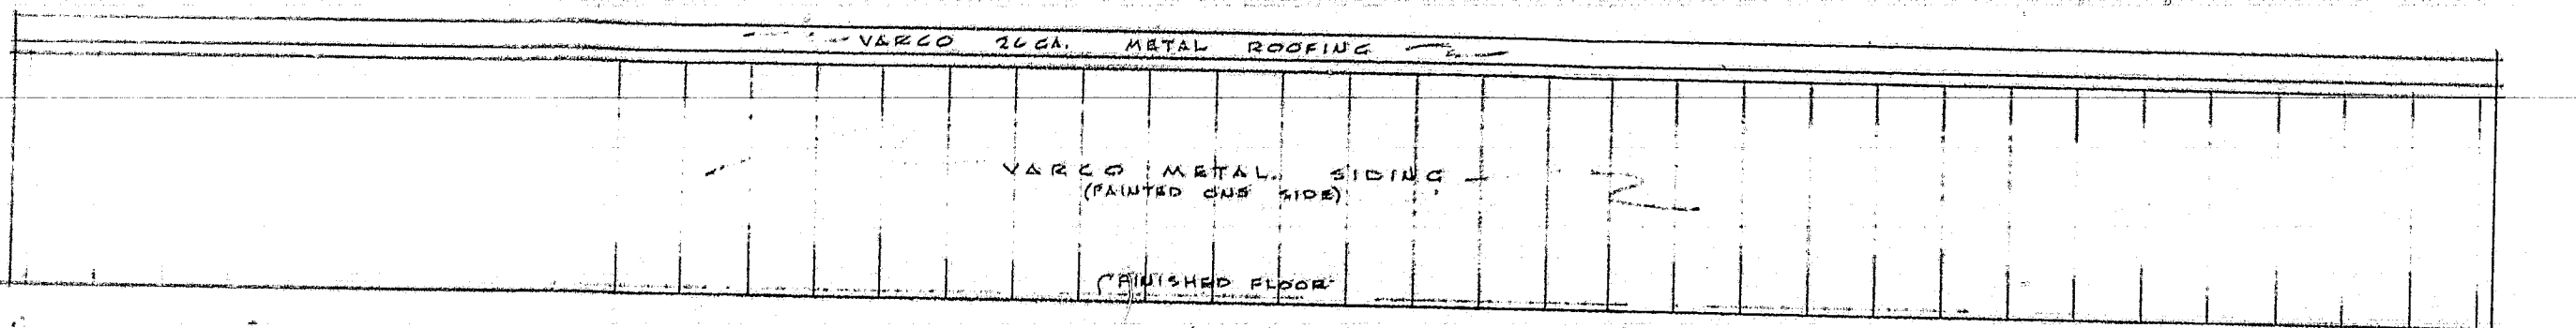 VARCO 26 GA. METAL ROOFING
VARCO METAL SIDING
(PAINTED ONE SIDE)
FINISHED FLOOR